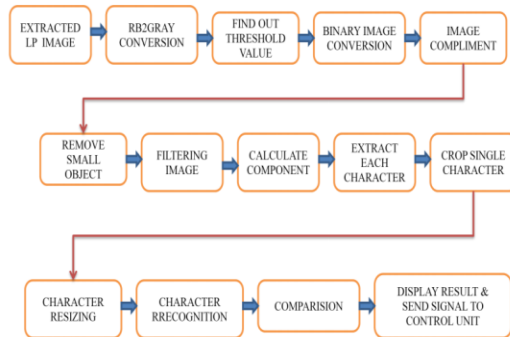 EXTRACTED
LP IMAGE
RB2GRAY
CONVERSION
FIND OUT
THRESHOLD
VALUE
BINARY IMAGE
CONVERSION
IMAGE
COMPLIMENT
REMOVE
SMALL
OBJECT
FILTERING
IMAGE
CALCULATE
COMPONENT
EXTRACT
EACH
CHARACTER
CROP SINGLE
CHARACTER
CHARACTER
RESIZING
CHARACTER
RRECOGNITION
COMPARISION
DISPLAY RESULT &
SEND SIGNAL TO
CONTROL UNIT